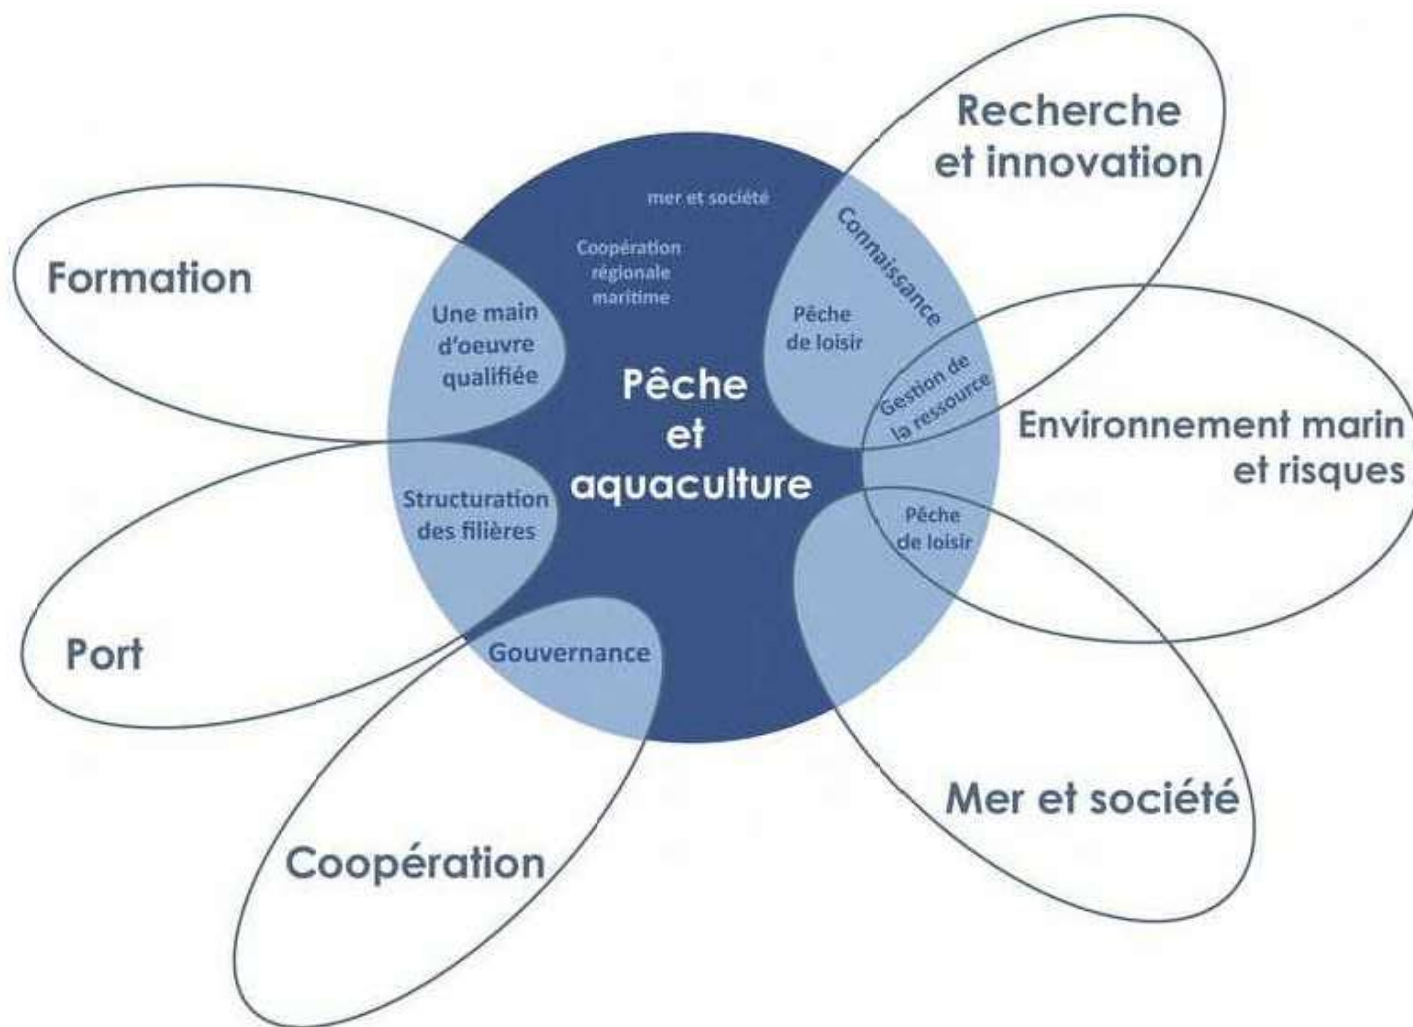 Recherche
et innovation
mer et société
Connaissance
Coopération
régionale
maritime
Formation
Une main
d'oeuvre
qualifiée
Pêche
de loisir
Gestion de
la ressource
Pêche
et
aquaculture
Environnement marin
et risques
Structuration
des filières
Pêche
de loisir
Port
Gouvernance
Mer et société
Coopération